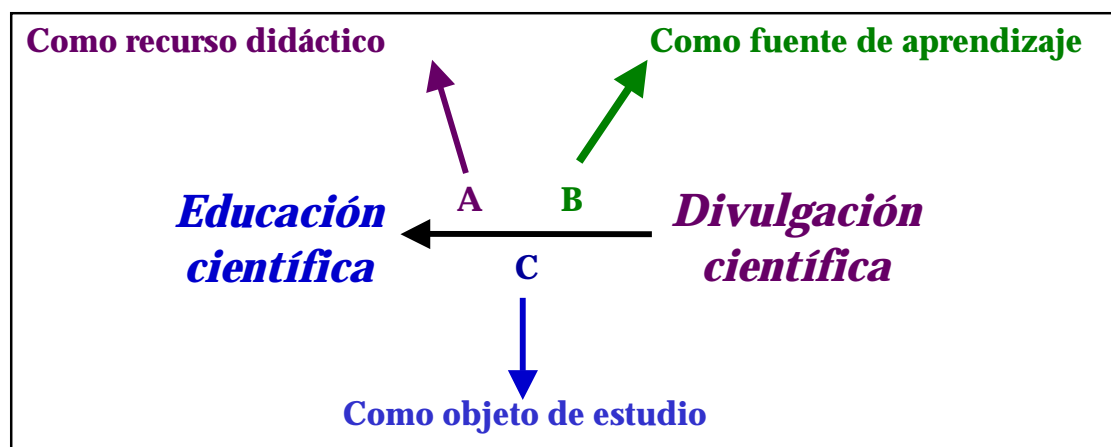 Como recurso didáctico
Como fuente de aprendizaje
A
B
Educación
científica
Divulgación
científica
C
Como objeto de estudio